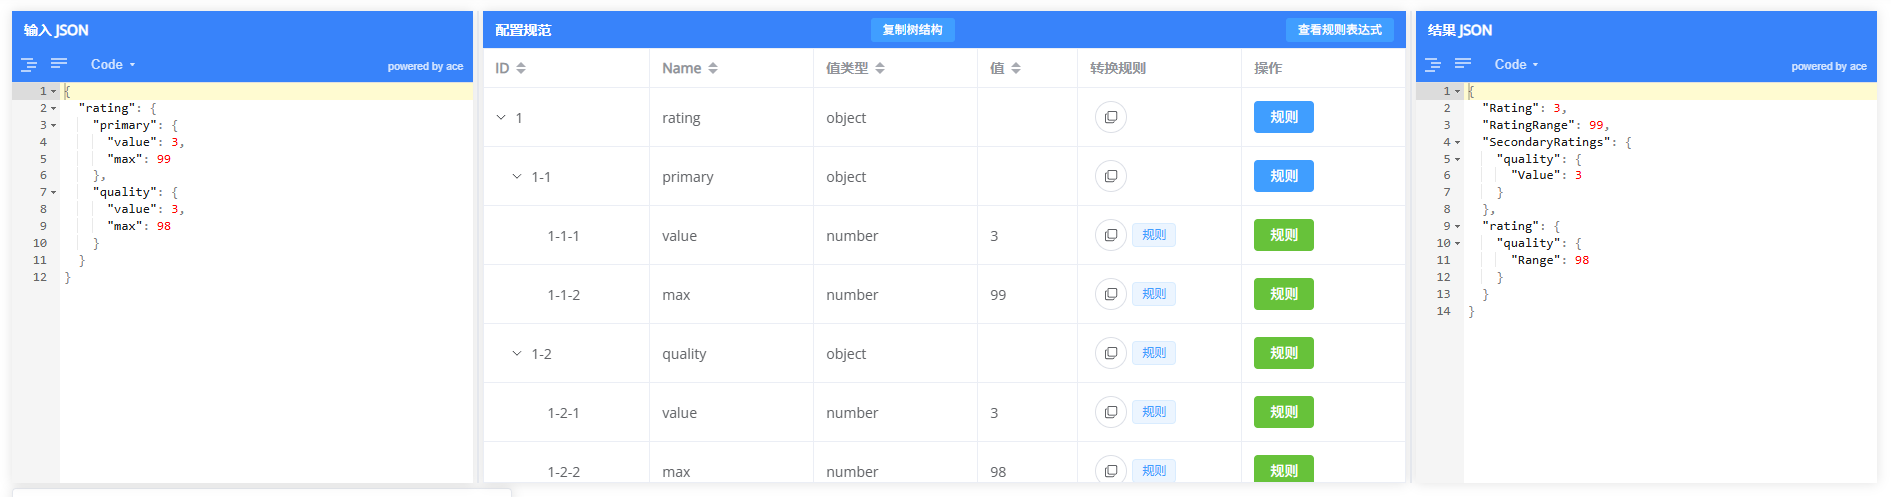 输入 JSON
Code
powered by ace
1 {
2 "rating": {
3 "primary": {
4 "value": 3,
5 "max": 99
6 },
7 "quality": {
8 "value": 3,
9 "max": 98
10 }
11 }
12 }
配置规范 复制树结构 查看规则表达式
ID Name 值类型 值 转换规则 操作
1 rating object 规则
1-1 primary object 规则
1-1-1 value number 3 规则 规则
1-1-2 max number 99 规则 规则
1-2 quality object 规则 规则
1-2-1 value number 3 规则 规则
1-2-2 max number 98 规则 规则
结果 JSON
Code
powered by ace
1 {
2 "Rating": 3,
3 "RatingRange": 99,
4 "SecondaryRatings": {
5 "quality": {
6 "Value": 3
7 }
8 },
9 "rating": {
10 "quality": {
11 "Range": 98
12 }
13 }
14 }